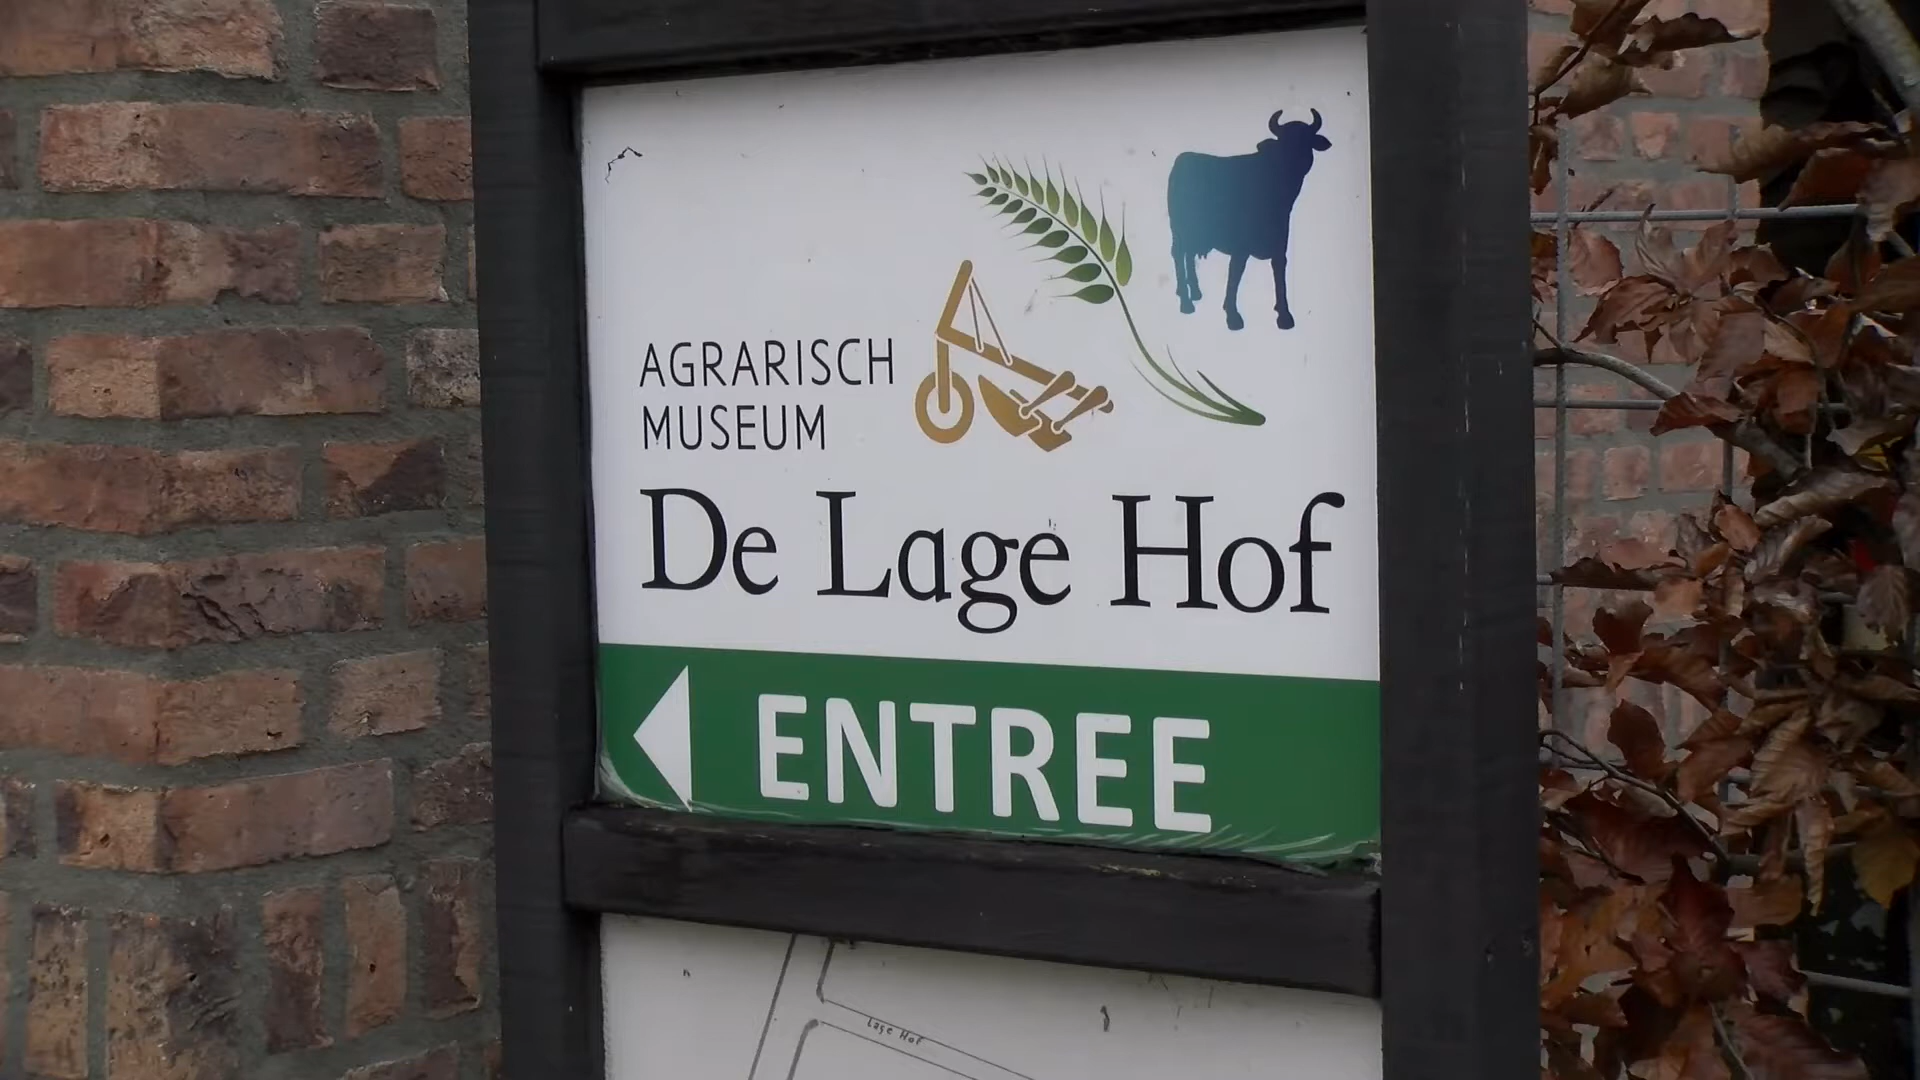 AGRARISCH
MUSEUM
De Lage Hof
ENTREE
Lage Hof